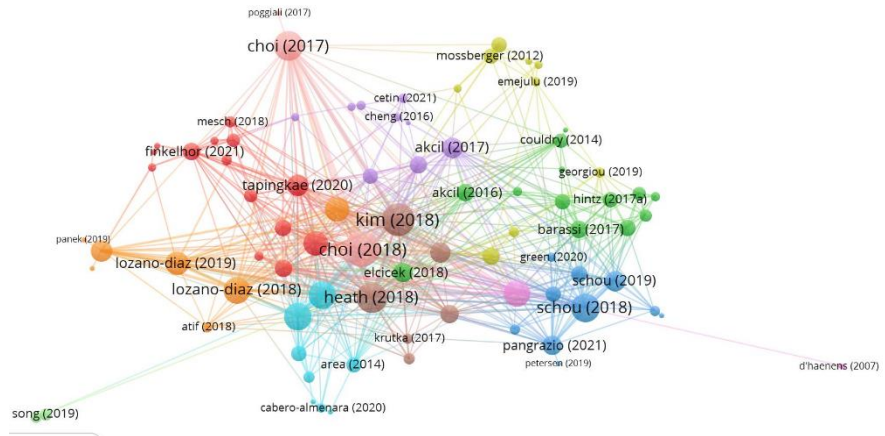 poggiali (2017)
choi (2017)
mossberger (2012)
emejulu (2019)
cetin (2021)
cheng (2016)
mesch (2018)
finkelhor (2021)
akcil (2017)
couldry (2014)
georgiou (2019)
tapingkae (2020)
akcil (2016)
hintz (2017a)
kim (2018)
barassi (2017)
panek (2019)
choi (2018)
green (2020)
lozano-diaz (2019)
elcicek (2018)
schou (2019)
lozano-diaz (2018)
heath (2018)
schou (2018)
atif (2018)
krutka (2017)
pangrazio (2021)
area (2014)
petersen (2019)
d'haenens (2007)
cabero-almenara (2020)
song (2019)